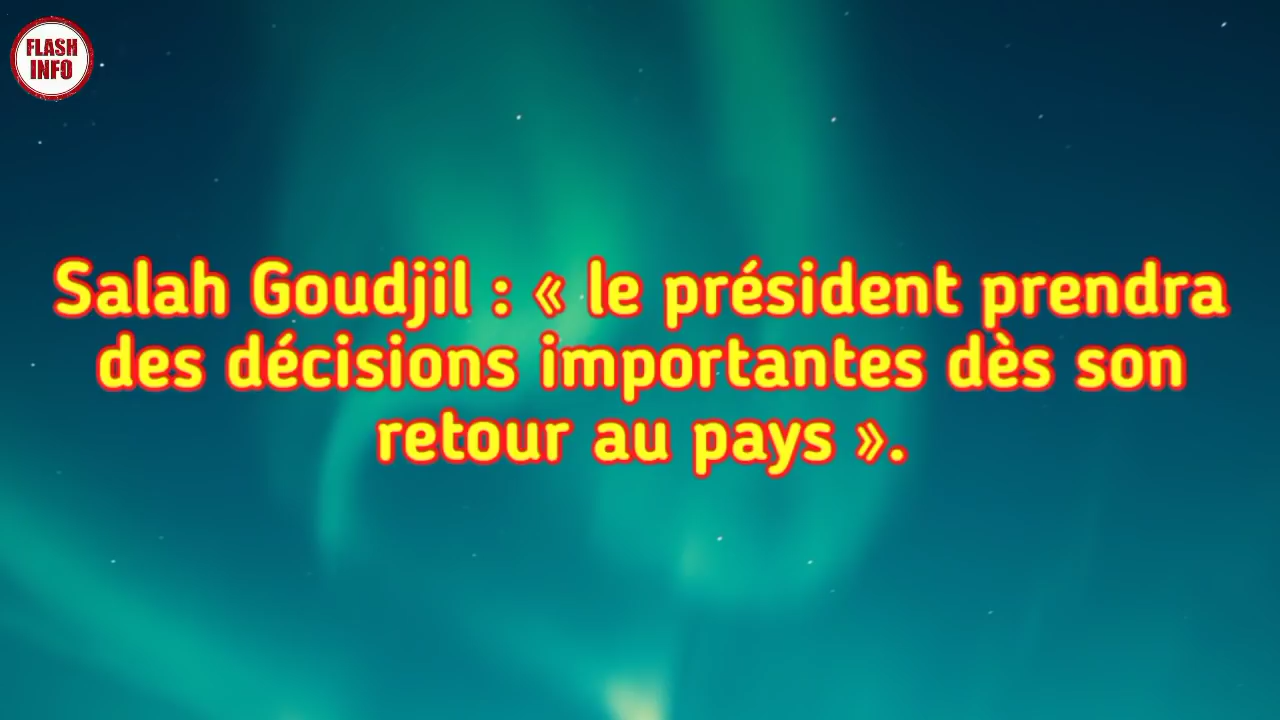 FLASH
INFO
Salah Goudjil : « le président prendra
des décisions importantes dès son
retour au pays ».